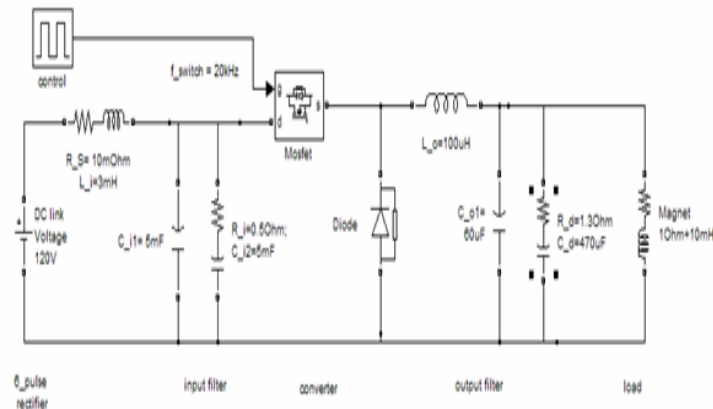 control
f_switch = 20kHz
g
d
s
Mosfet
R_S= 10mOhm
L_i=3mH
L_o=100uH
DC link
Voltage
120V
C_i1= 5mF
R_i=0.5Ohm;
C_i2=5mF
Diode
C_o1=
60uF
R_d=1.3Ohm
C_d=470uF
Magnet
1Ohm+10mH
6_pulse
rectifier
input filter
converter
output filter
load